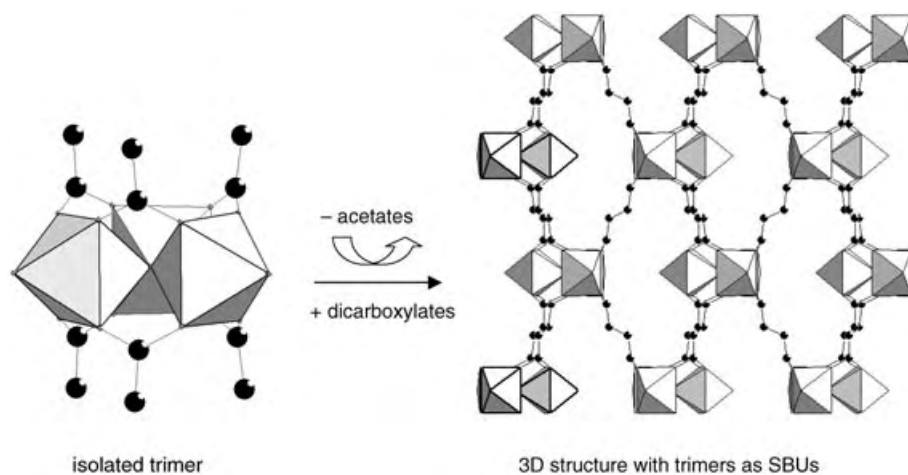 – acetates
+ dicarboxylates
isolated trimer
3D structure with trimers as SBUs